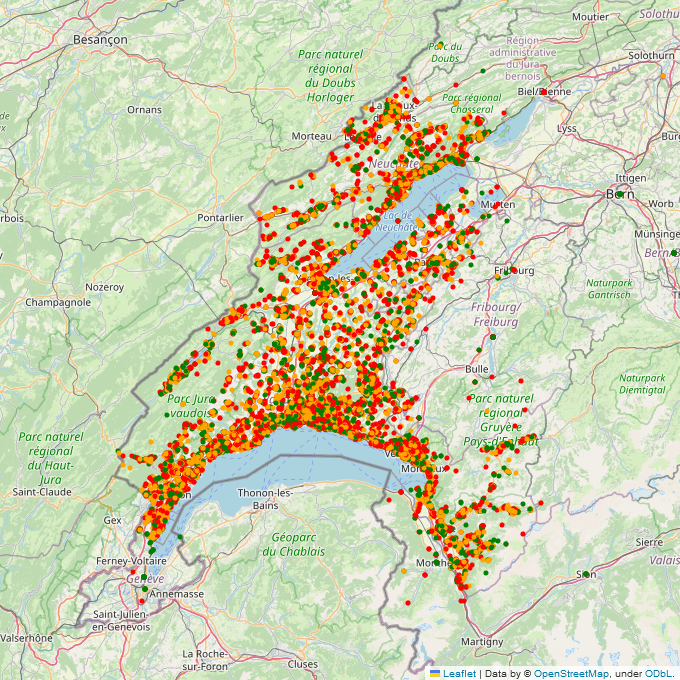 Besançon
Moutier
Solothu
Parc du
Doubs
Région
administrative
du Jura
bernois
Solothurn
Parc naturel
régional
du Doubs
Horloger
Ornans
Parc régional
Chasseral
Biel/Bienne
Lyss
Burg
Morteau
Neuchâtel
Ittigen
Bern
Worb
Münsingen
Pontarlier
Lac de
Neuchâtel
Murten
Fribourg
Nozeroy
Champagnole
Naturpark
Gantrisch
Fribourg/
Freiburg
Bulle
Naturpark
Diemtigtal
Parc Jura
vaudois
Parc naturel
régional
Gruyère
Pays-d'Enhaut
Parc naturel
régional
du Haut-
Jura
Saint-Claude
Thonon-les-
Bains
Gex
Géoparc
du Chablais
Ferney-Voltaire
Genève
Annemasse
Saint-Julien-
en-Genevois
Valserhône
La Roche-
sur-Foron
Cluses
Sierre
Sion
Valais
Martigny
Leaflet | Data by © OpenStreetMap, under ODbL.